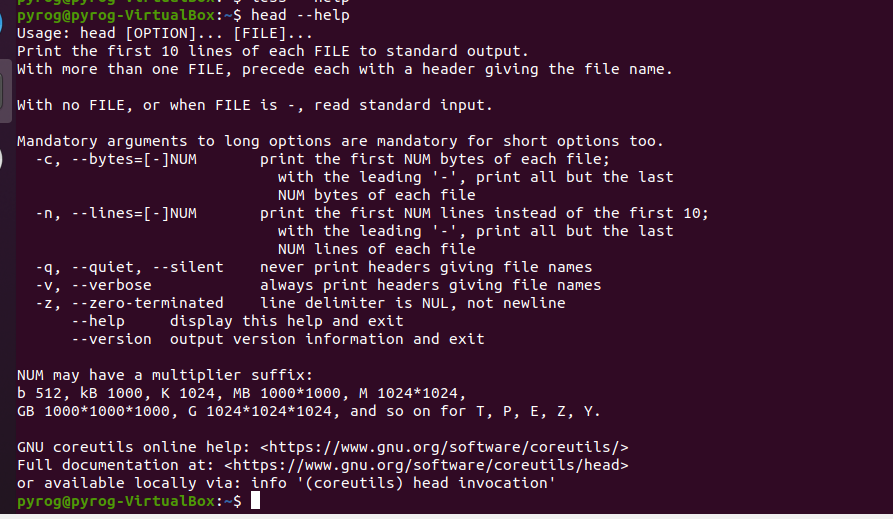 pyrog@pyrog-VirtualBox:~$ less --help
pyrog@pyrog-VirtualBox:~$ head --help
Usage: head [OPTION]... [FILE]...
Print the first 10 lines of each FILE to standard output.
With more than one FILE, precede each with a header giving the file name.

With no FILE, or when FILE is -, read standard input.

Mandatory arguments to long options are mandatory for short options too.
  -c, --bytes=[-]NUM       print the first NUM bytes of each file;
                             with the leading '-', print all but the last
                             NUM bytes of each file
  -n, --lines=[-]NUM       print the first NUM lines instead of the first 10;
                             with the leading '-', print all but the last
                             NUM lines of each file
  -q, --quiet, --silent    never print headers giving file names
  -v, --verbose            always print headers giving file names
  -z, --zero-terminated    line delimiter is NUL, not newline
      --help     display this help and exit
      --version  output version information and exit

NUM may have a multiplier suffix:
b 512, kB 1000, K 1024, MB 1000*1000, M 1024*1024,
GB 1000*1000*1000, G 1024*1024*1024, and so on for T, P, E, Z, Y.

GNU coreutils online help: <https://www.gnu.org/software/coreutils/>
Full documentation at: <https://www.gnu.org/software/coreutils/head>
or available locally via: info '(coreutils) head invocation'
pyrog@pyrog-VirtualBox:~$